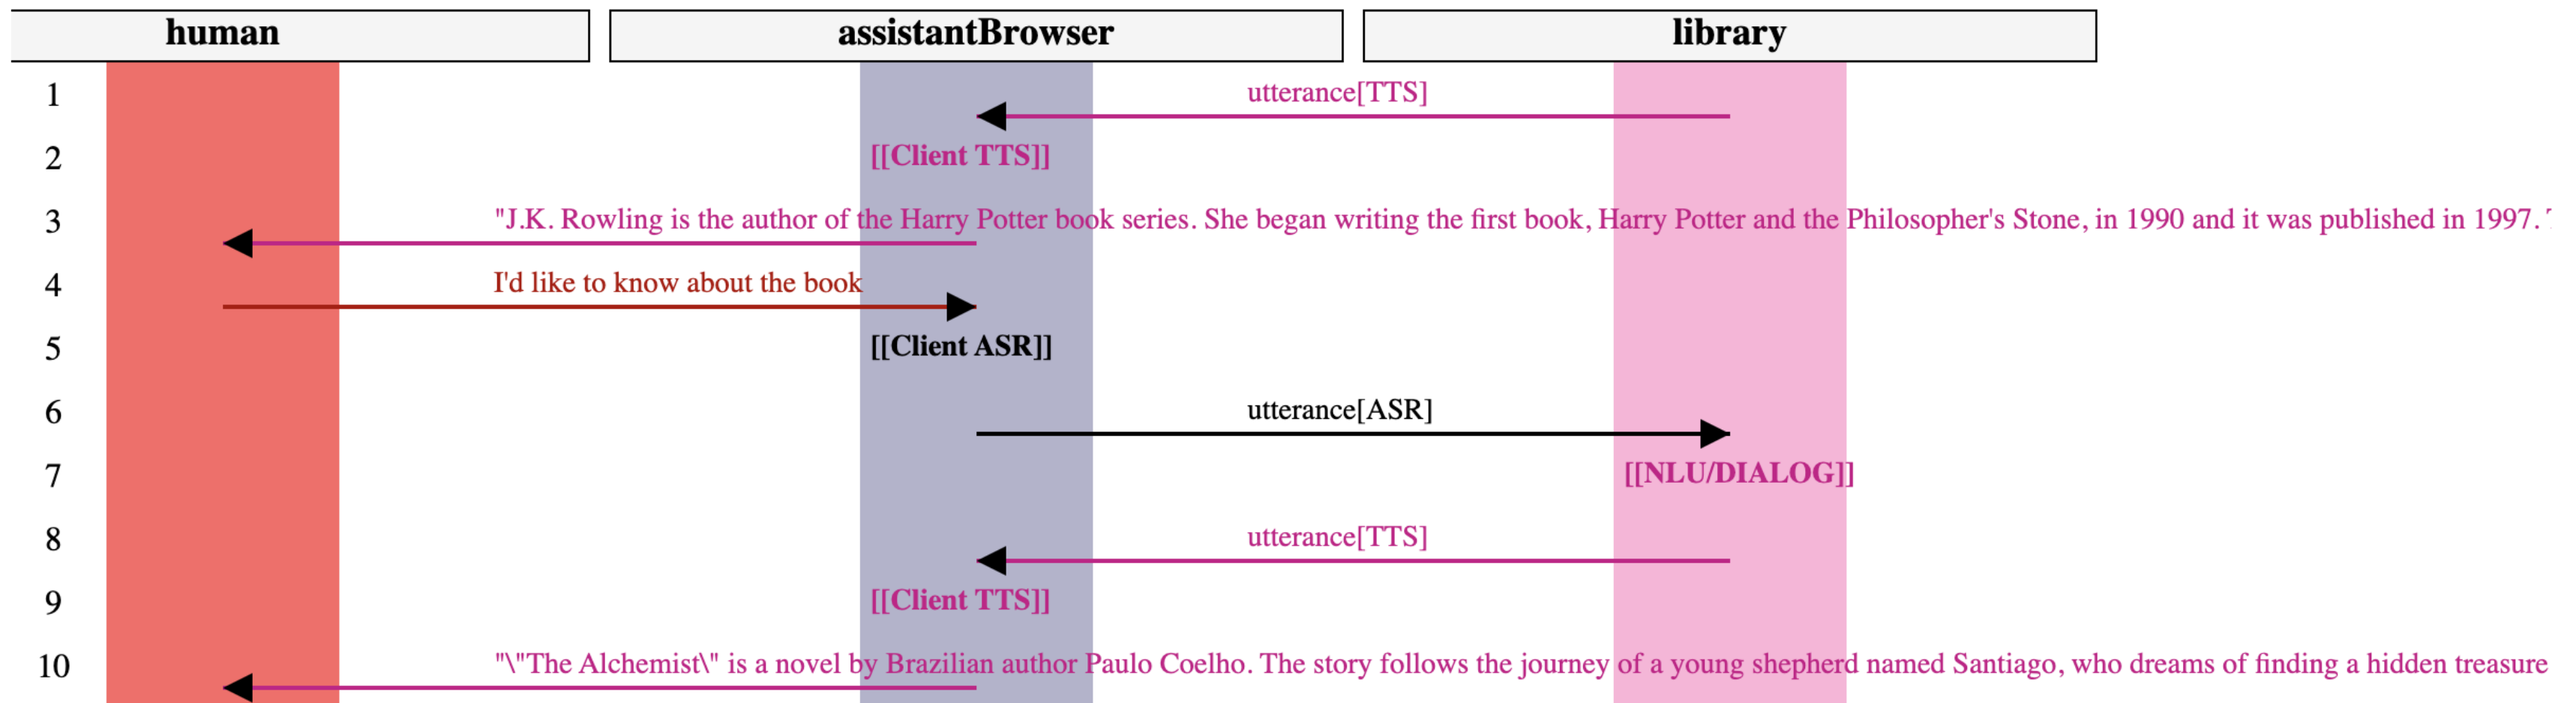 human assistantBrowser library
1 utterance[TTS]
2 [[Client TTS]]
3 "J.K. Rowling is the author of the Harry Potter book series. She began writing the first book, Harry Potter and the Philosopher's Stone, in 1990 and it was published in 1997.
4 I'd like to know about the book
5 [[Client ASR]]
6 utterance[ASR]
7 [[NLU/DIALOG]]
8 utterance[TTS]
9 [[Client TTS]]
10 "\"The Alchemist\" is a novel by Brazilian author Paulo Coelho. The story follows the journey of a young shepherd named Santiago, who dreams of finding a hidden treasure